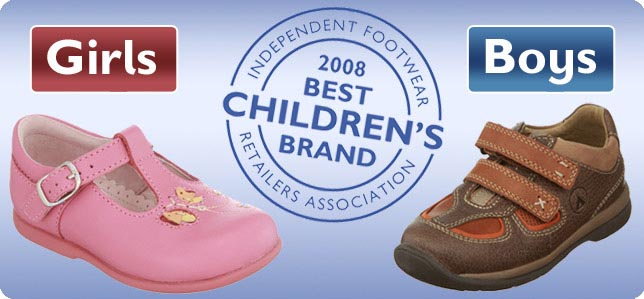 Girls
INDEPENDENT FOOTWEAR
2008
BEST
CHILDREN'S
BRAND
RETAILERS ASSOCIATION
Boys